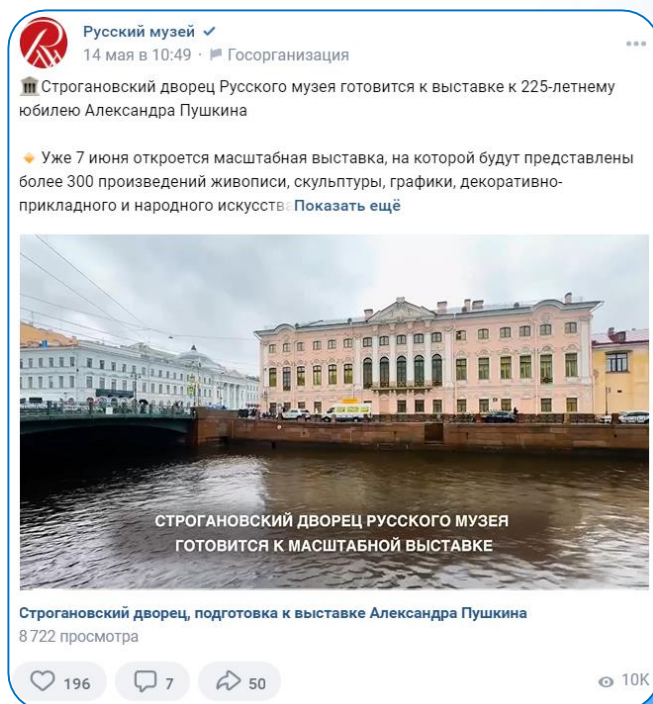 Русский музей
14 мая в 10:49 · Госорганизация
Строгановский дворец Русского музея готовится к выставке к 225-летнему
юбилею Александра Пушкина
Уже 7 июня откроется масштабная выставка, на которой будут представлены
более 300 произведений живописи, скульптуры, графики, декоративно-
прикладного и народного искусств Показать ещё
СТРОГАНОВСКИЙ ДВОРЕЦ РУССКОГО МУЗЕЯ
ГОТОВИТСЯ К МАСШТАБНОЙ ВЫСТАВКЕ
Строгановский дворец, подготовка к выставке Александра Пушкина
8 722 просмотра
196 7 50 10K